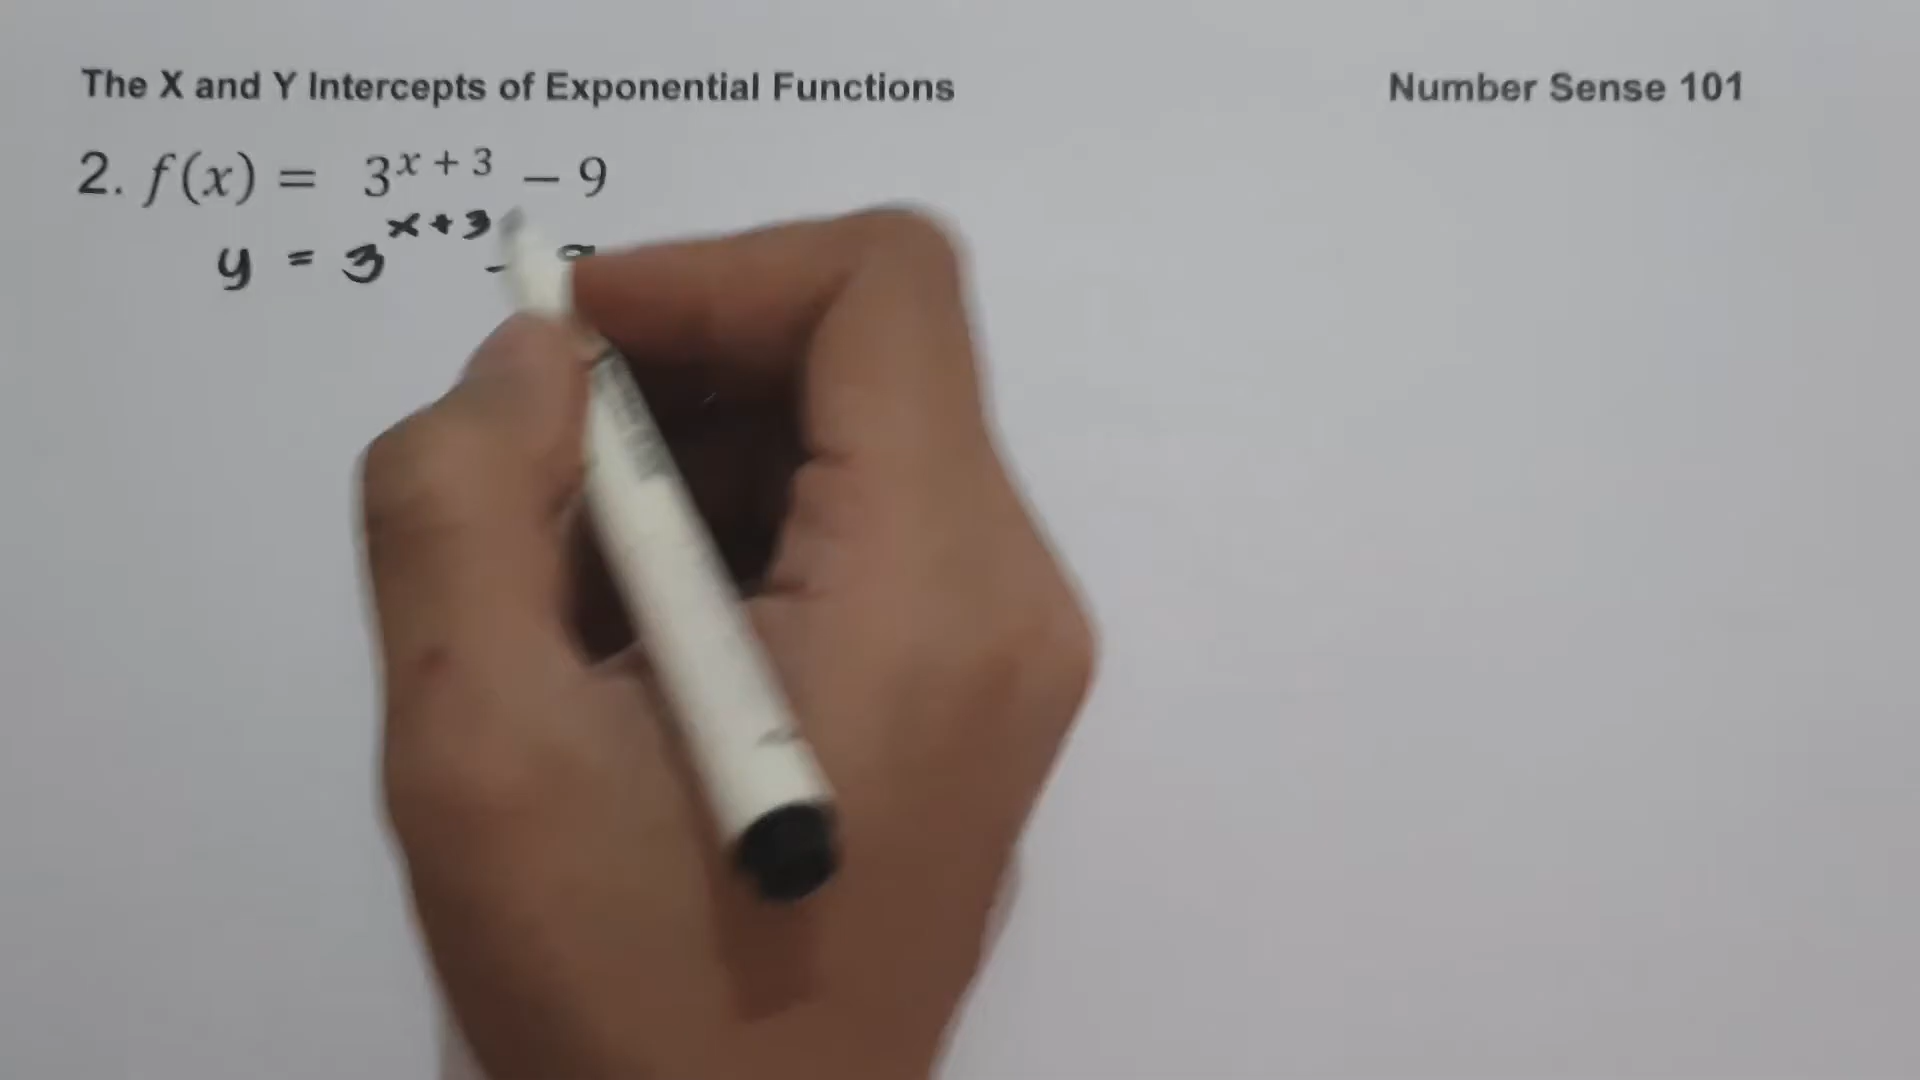 The X and Y Intercepts of Exponential Functions
Number Sense 101
2. f(x) = 3^{x + 3} − 9
y = 3^{x+3} -